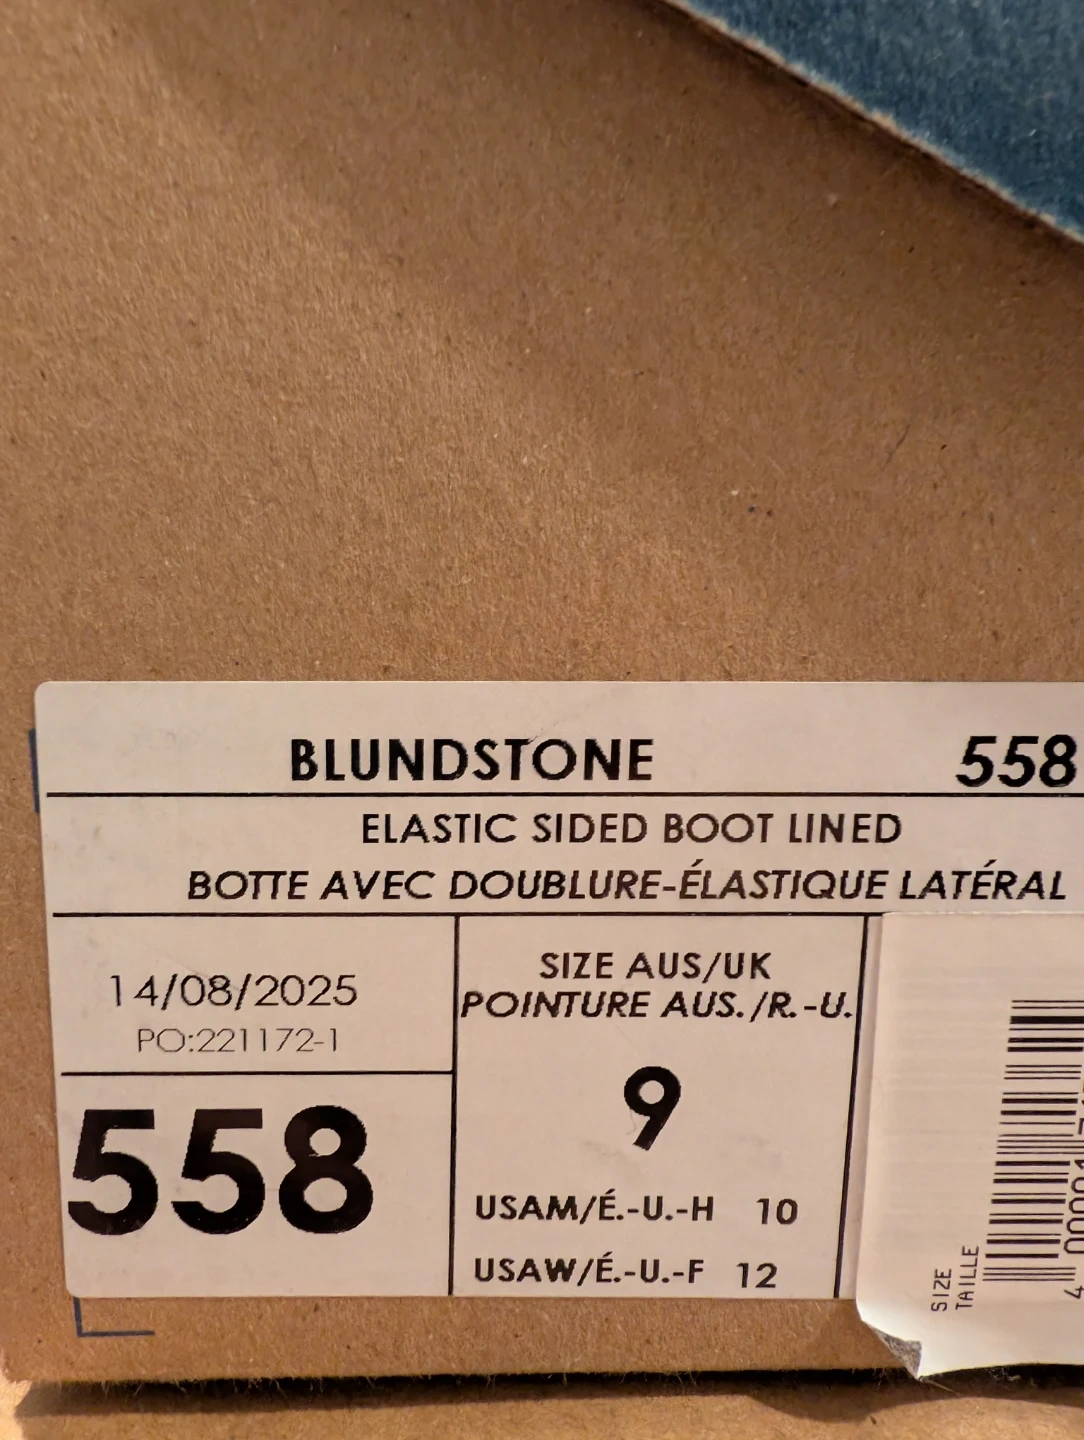 BLUNDSTONE 558
ELASTIC SIDED BOOT LINED
BOTTE AVEC DOUBLURE-ÉLASTIQUE LATÉRAL
14/08/2025
PO:221172-1
558
SIZE AUS/UK
POINTURE AUS./R.-U.
9
USAM/É.-U.-H 10
USAW/É.-U.-F 12
SIZE
TAILLE